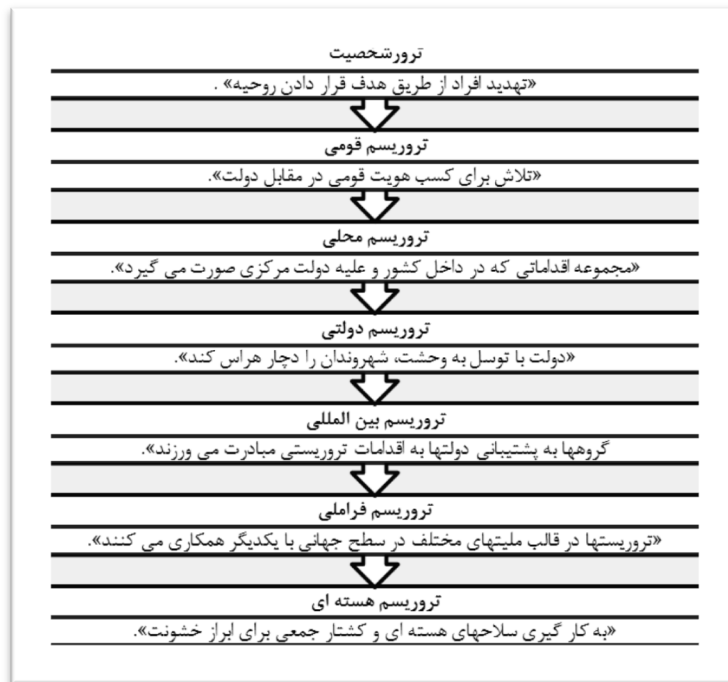 ترورشخصیت
«تهدید افراد از طریق هدف قرار دادن روحیه» .
تروریسم قومی
«تلاش برای کسب هویت قومی در مقابل دولت».
تروریسم محلی
«مجموعه اقداماتی که در داخل کشور و علیه دولت مرکزی صورت می گیرد».
تروریسم دولتی
«دولت با توسل به وحشت، شهروندان را دچار هراس کند».
تروریسم بین المللی
گروهها به پشتیبانی دولتها به اقدامات تروریستی مبادرت می ورزند».
تروریسم فراملی
«تروریستها در قالب ملیتهای مختلف در سطح جهانی با یکدیگر همکاری می کنند».
تروریسم هسته ای
«به کار گیری سلاحهای هسته ای و کشتار جمعی برای ابراز خشونت».